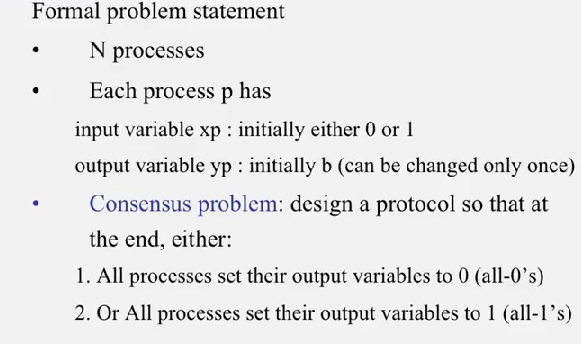 Formal problem statement
• N processes
• Each process p has
input variable xp : initially either 0 or 1
output variable yp : initially b (can be changed only once)
• Consensus problem: design a protocol so that at
the end, either:
1. All processes set their output variables to 0 (all-0’s)
2. Or All processes set their output variables to 1 (all-1’s)